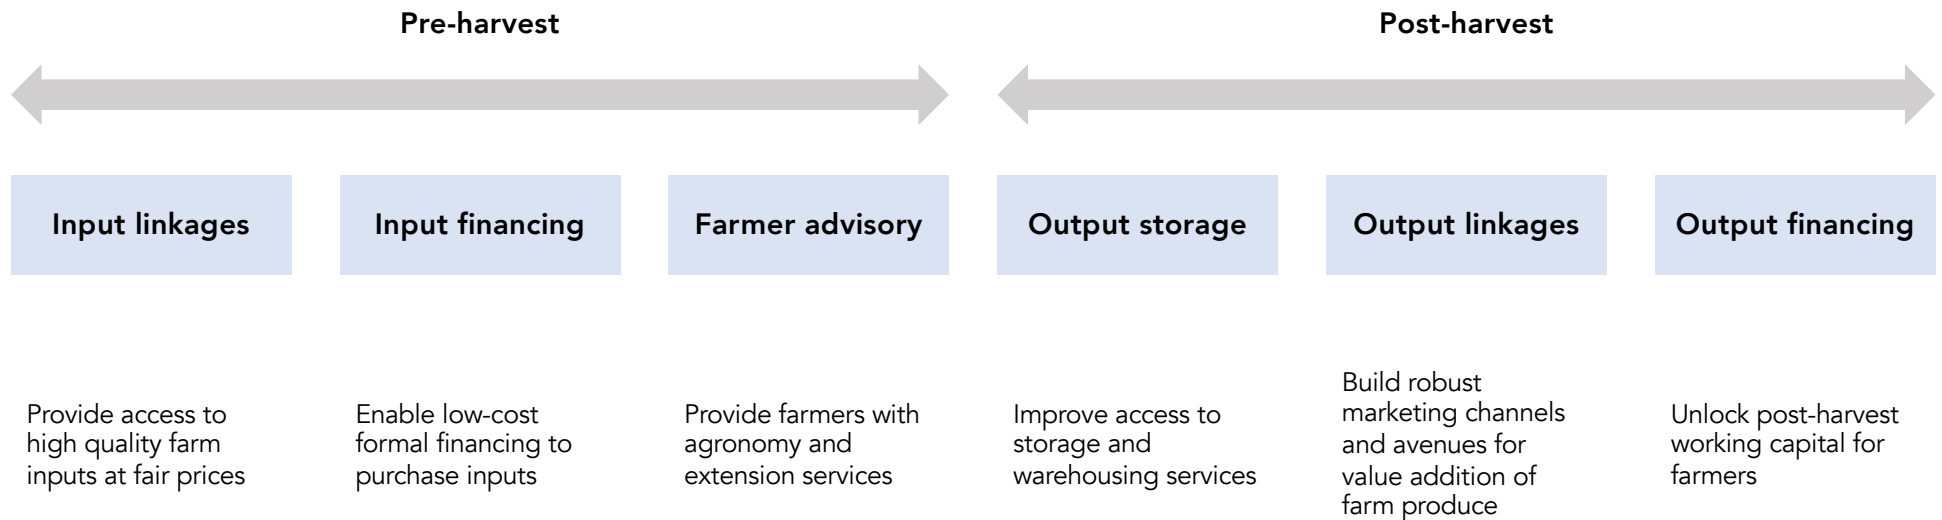 Pre-harvest
Post-harvest
Input linkages
Input financing
Farmer advisory
Output storage
Output linkages
Output financing
Provide access to
high quality farm
inputs at fair prices
Enable low-cost
formal financing to
purchase inputs
Provide farmers with
agronomy and
extension services
Improve access to
storage and
warehousing services
Build robust
marketing channels
and avenues for
value addition of
farm produce
Unlock post-harvest
working capital for
farmers